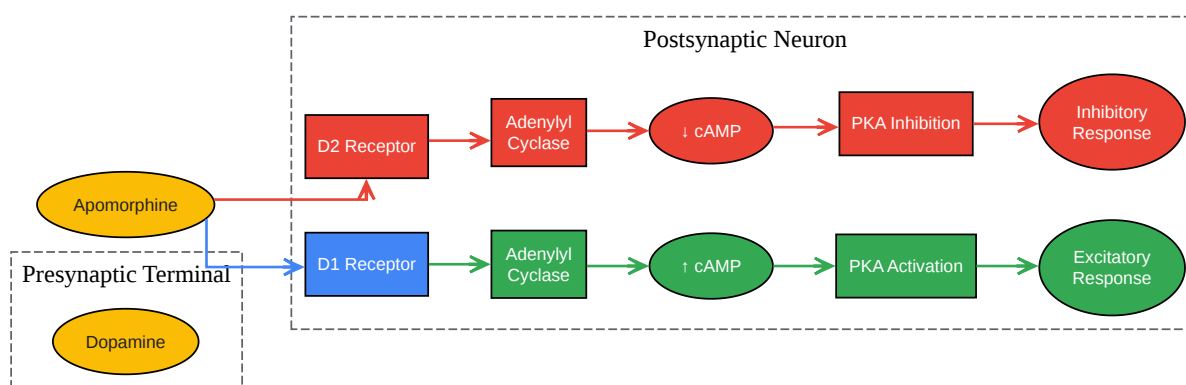 Postsynaptic Neuron
D2 Receptor
Adenylyl
Cyclase
↓ cAMP
PKA Inhibition
Inhibitory
Response
Apomorphine
D1 Receptor
Adenylyl
Cyclase
↑ cAMP
PKA Activation
Excitatory
Response
Presynaptic Terminal
Dopamine